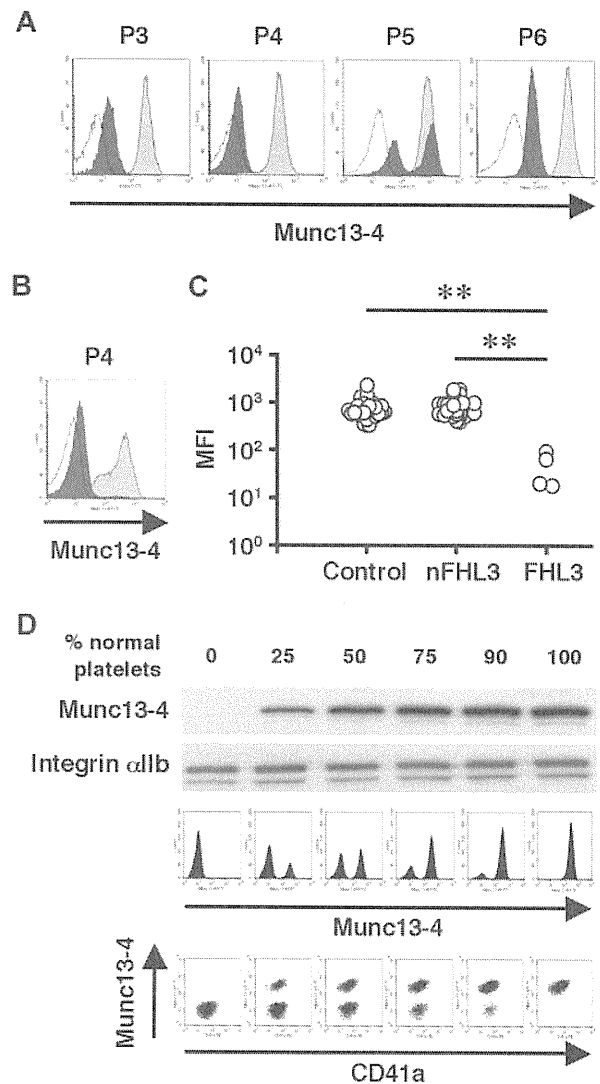 A
P3 P4 P5 P6
Munc13-4
B
P4
Munc13-4
C
**
**
10⁴
10³
10²
10¹
10⁰
MFI
Control nFHL3 FHL3
D
% normal
platelets
0 25 50 75 90 100
Munc13-4
Integrin αIIb
Munc13-4
Munc13-4
CD41a